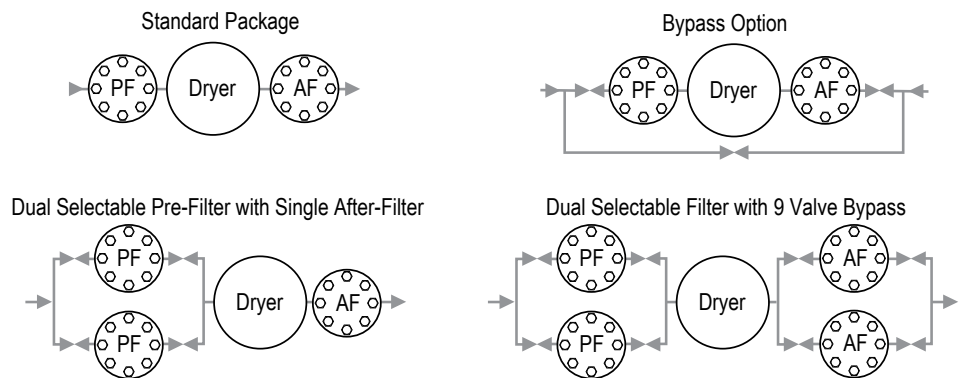 Standard Package
PF Dryer AF
Bypass Option
PF Dryer AF
Dual Selectable Pre-Filter with Single After-Filter
PF
Dryer AF
PF
Dual Selectable Filter with 9 Valve Bypass
PF AF
Dryer
PF AF